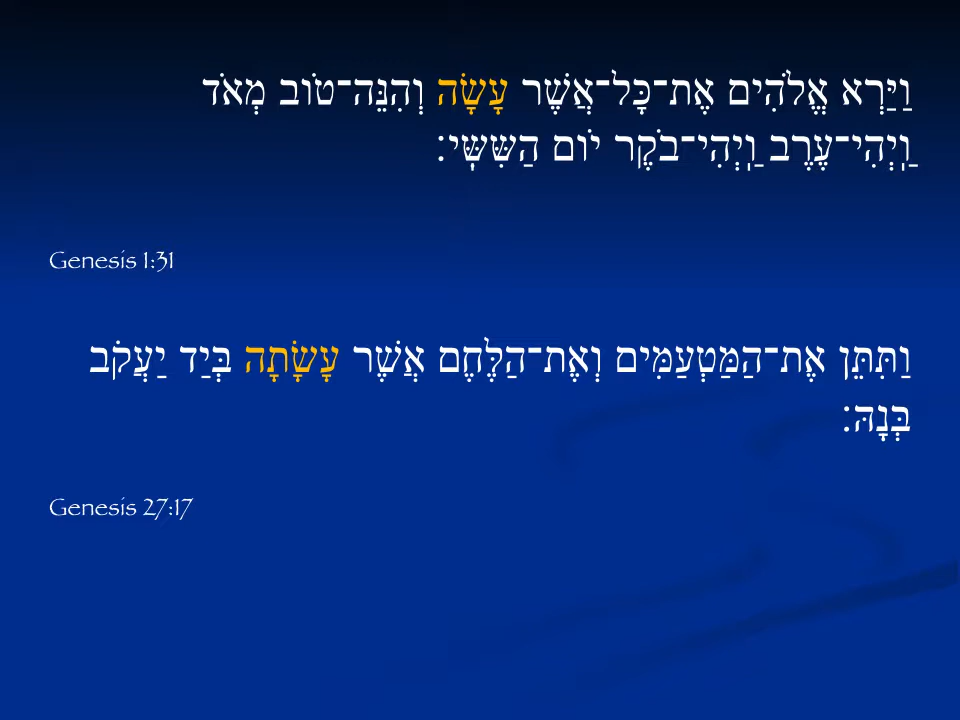 וַיַּרְא אֱלֹהִים אֶת־כָּל־אֲשֶׁר עָשָׂה וְהִנֵּה־טוֹב מְאֹד
וַיְהִי־עֶרֶב וַיְהִי־בֹקֶר יוֹם הַשִּׁשִּׁי׃
Genesis 1:31
וַתִּתֵּן אֶת־הַמַּטְעַמִּים וְאֶת־הַלֶּחֶם אֲשֶׁר עָשָׂתָה בְּיַד יַעֲקֹב
בְּנָהּ׃
Genesis 27:17